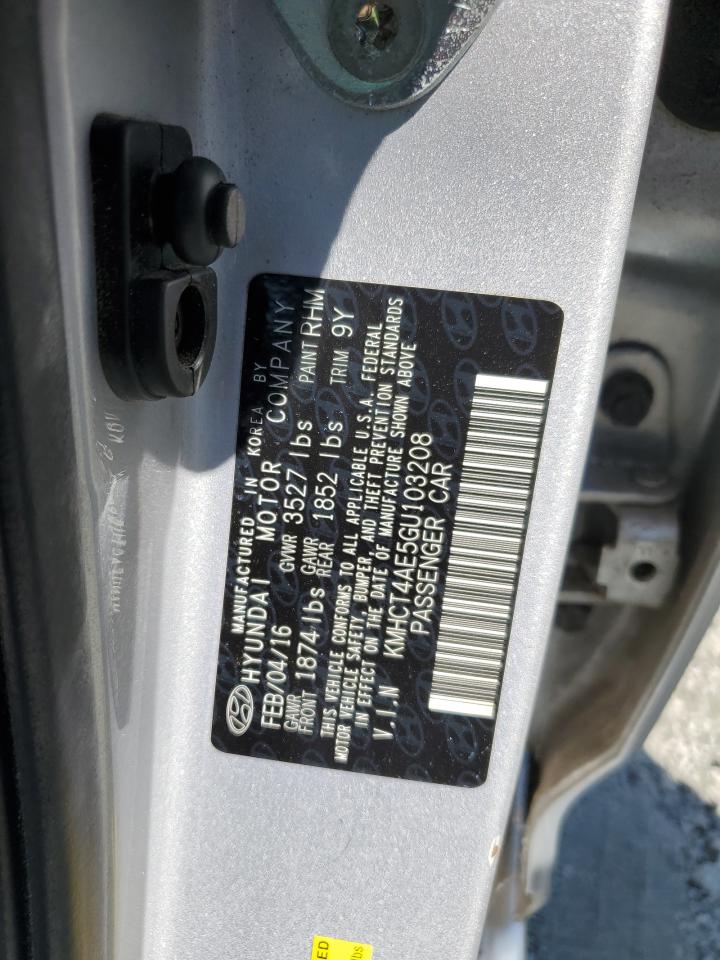 MANUFACTURED IN KOREA BY
HYUNDAI MOTOR COMPANY
FEB/04/16 GVWR 3527 lbs PAINT RHM
GAWR FRONT 1874 lbs GAWR REAR 1852 lbs TRIM 9Y
THIS VEHICLE CONFORMS TO ALL APPLICABLE U.S.A. FEDERAL
MOTOR VEHICLE SAFETY, BUMPER, AND THEFT PREVENTION STANDARDS
IN EFFECT ON THE DATE OF MANUFACTURE SHOWN ABOVE
V.I.N KMHCT4AE5GU103208
PASSENGER CAR
lbs